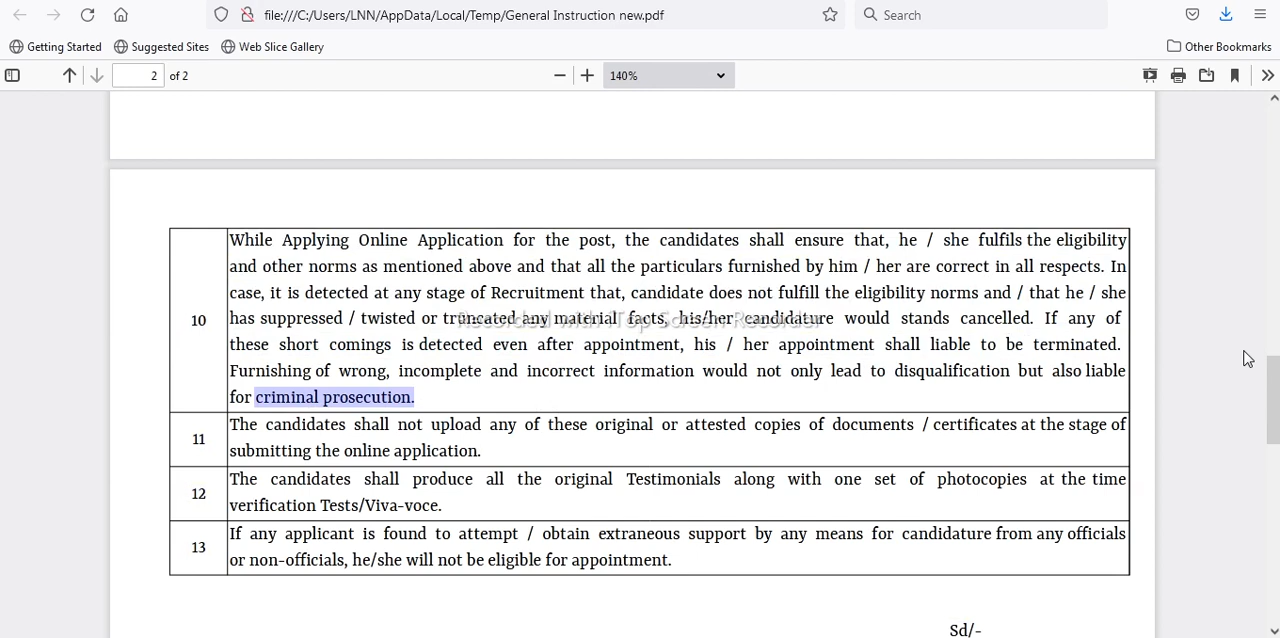 file:///C:/Users/LNN/AppData/Local/Temp/General Instruction new.pdf
Search
Getting Started
Suggested Sites
Web Slice Gallery
Other Bookmarks
2 of 2
140%
While Applying Online Application for the post, the candidates shall ensure that, he / she fulfils the eligibility
and other norms as mentioned above and that all the particulars furnished by him / her are correct in all respects. In
case, it is detected at any stage of Recruitment that, candidate does not fulfill the eligibility norms and / that he / she
10 has suppressed / twisted or truncated any material facts, his/her candidature would stands cancelled. If any of
Recorded with iTop Screen Recorder
these short comings is detected even after appointment, his / her appointment shall liable to be terminated.
Furnishing of wrong, incomplete and incorrect information would not only lead to disqualification but also liable
for criminal prosecution.
11 The candidates shall not upload any of these original or attested copies of documents / certificates at the stage of
submitting the online application.
12 The candidates shall produce all the original Testimonials along with one set of photocopies at the time
verification Tests/Viva-voce.
13 If any applicant is found to attempt / obtain extraneous support by any means for candidature from any officials
or non-officials, he/she will not be eligible for appointment.
Sd/-